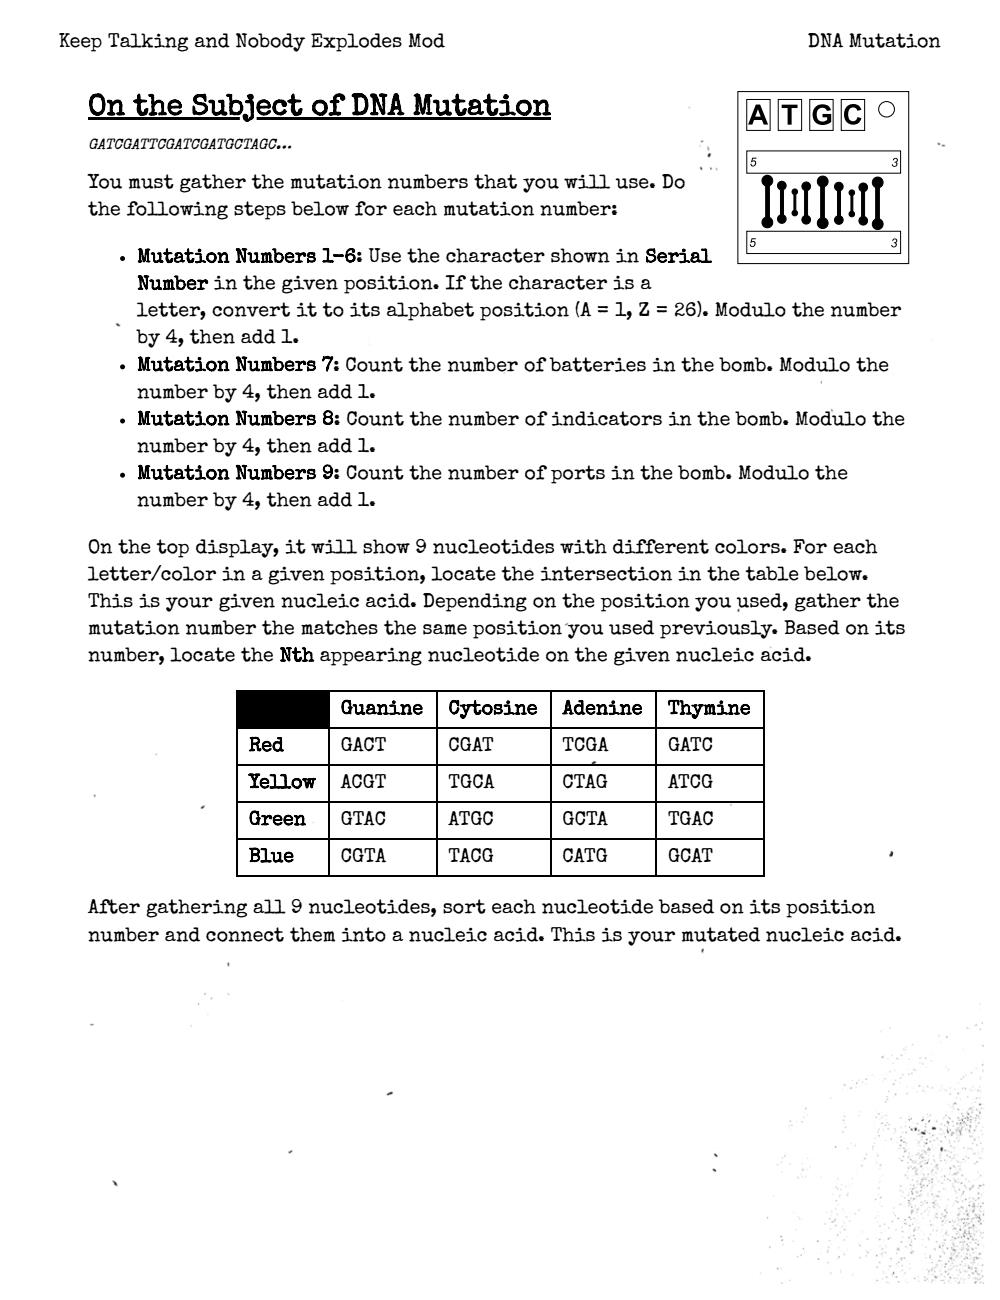 Keep Talking and Nobody Explodes Mod
DNA Mutation
On the Subject of DNA Mutation
GATCGATTCGATCGATGCTAGC...
A T G C
5 3
5 3
You must gather the mutation numbers that you will use. Do
the following steps below for each mutation number:
• Mutation Numbers 1-6: Use the character shown in Serial
Number in the given position. If the character is a
letter, convert it to its alphabet position (A = 1, Z = 26). Modulo the number
by 4, then add 1.
• Mutation Numbers 7: Count the number of batteries in the bomb. Modulo the
number by 4, then add 1.
• Mutation Numbers 8: Count the number of indicators in the bomb. Modulo the
number by 4, then add 1.
• Mutation Numbers 9: Count the number of ports in the bomb. Modulo the
number by 4, then add 1.
On the top display, it will show 9 nucleotides with different colors. For each
letter/color in a given position, locate the intersection in the table below.
This is your given nucleic acid. Depending on the position you used, gather the
mutation number the matches the same position you used previously. Based on its
number, locate the Nth appearing nucleotide on the given nucleic acid.
Guanine Cytosine Adenine Thymine
Red GACT CGAT TCGA GATC
Yellow ACGT TGCA CTAG ATCG
Green GTAC ATGC GCTA TGAC
Blue CGTA TACG CATG GCAT
After gathering all 9 nucleotides, sort each nucleotide based on its position
number and connect them into a nucleic acid. This is your mutated nucleic acid.